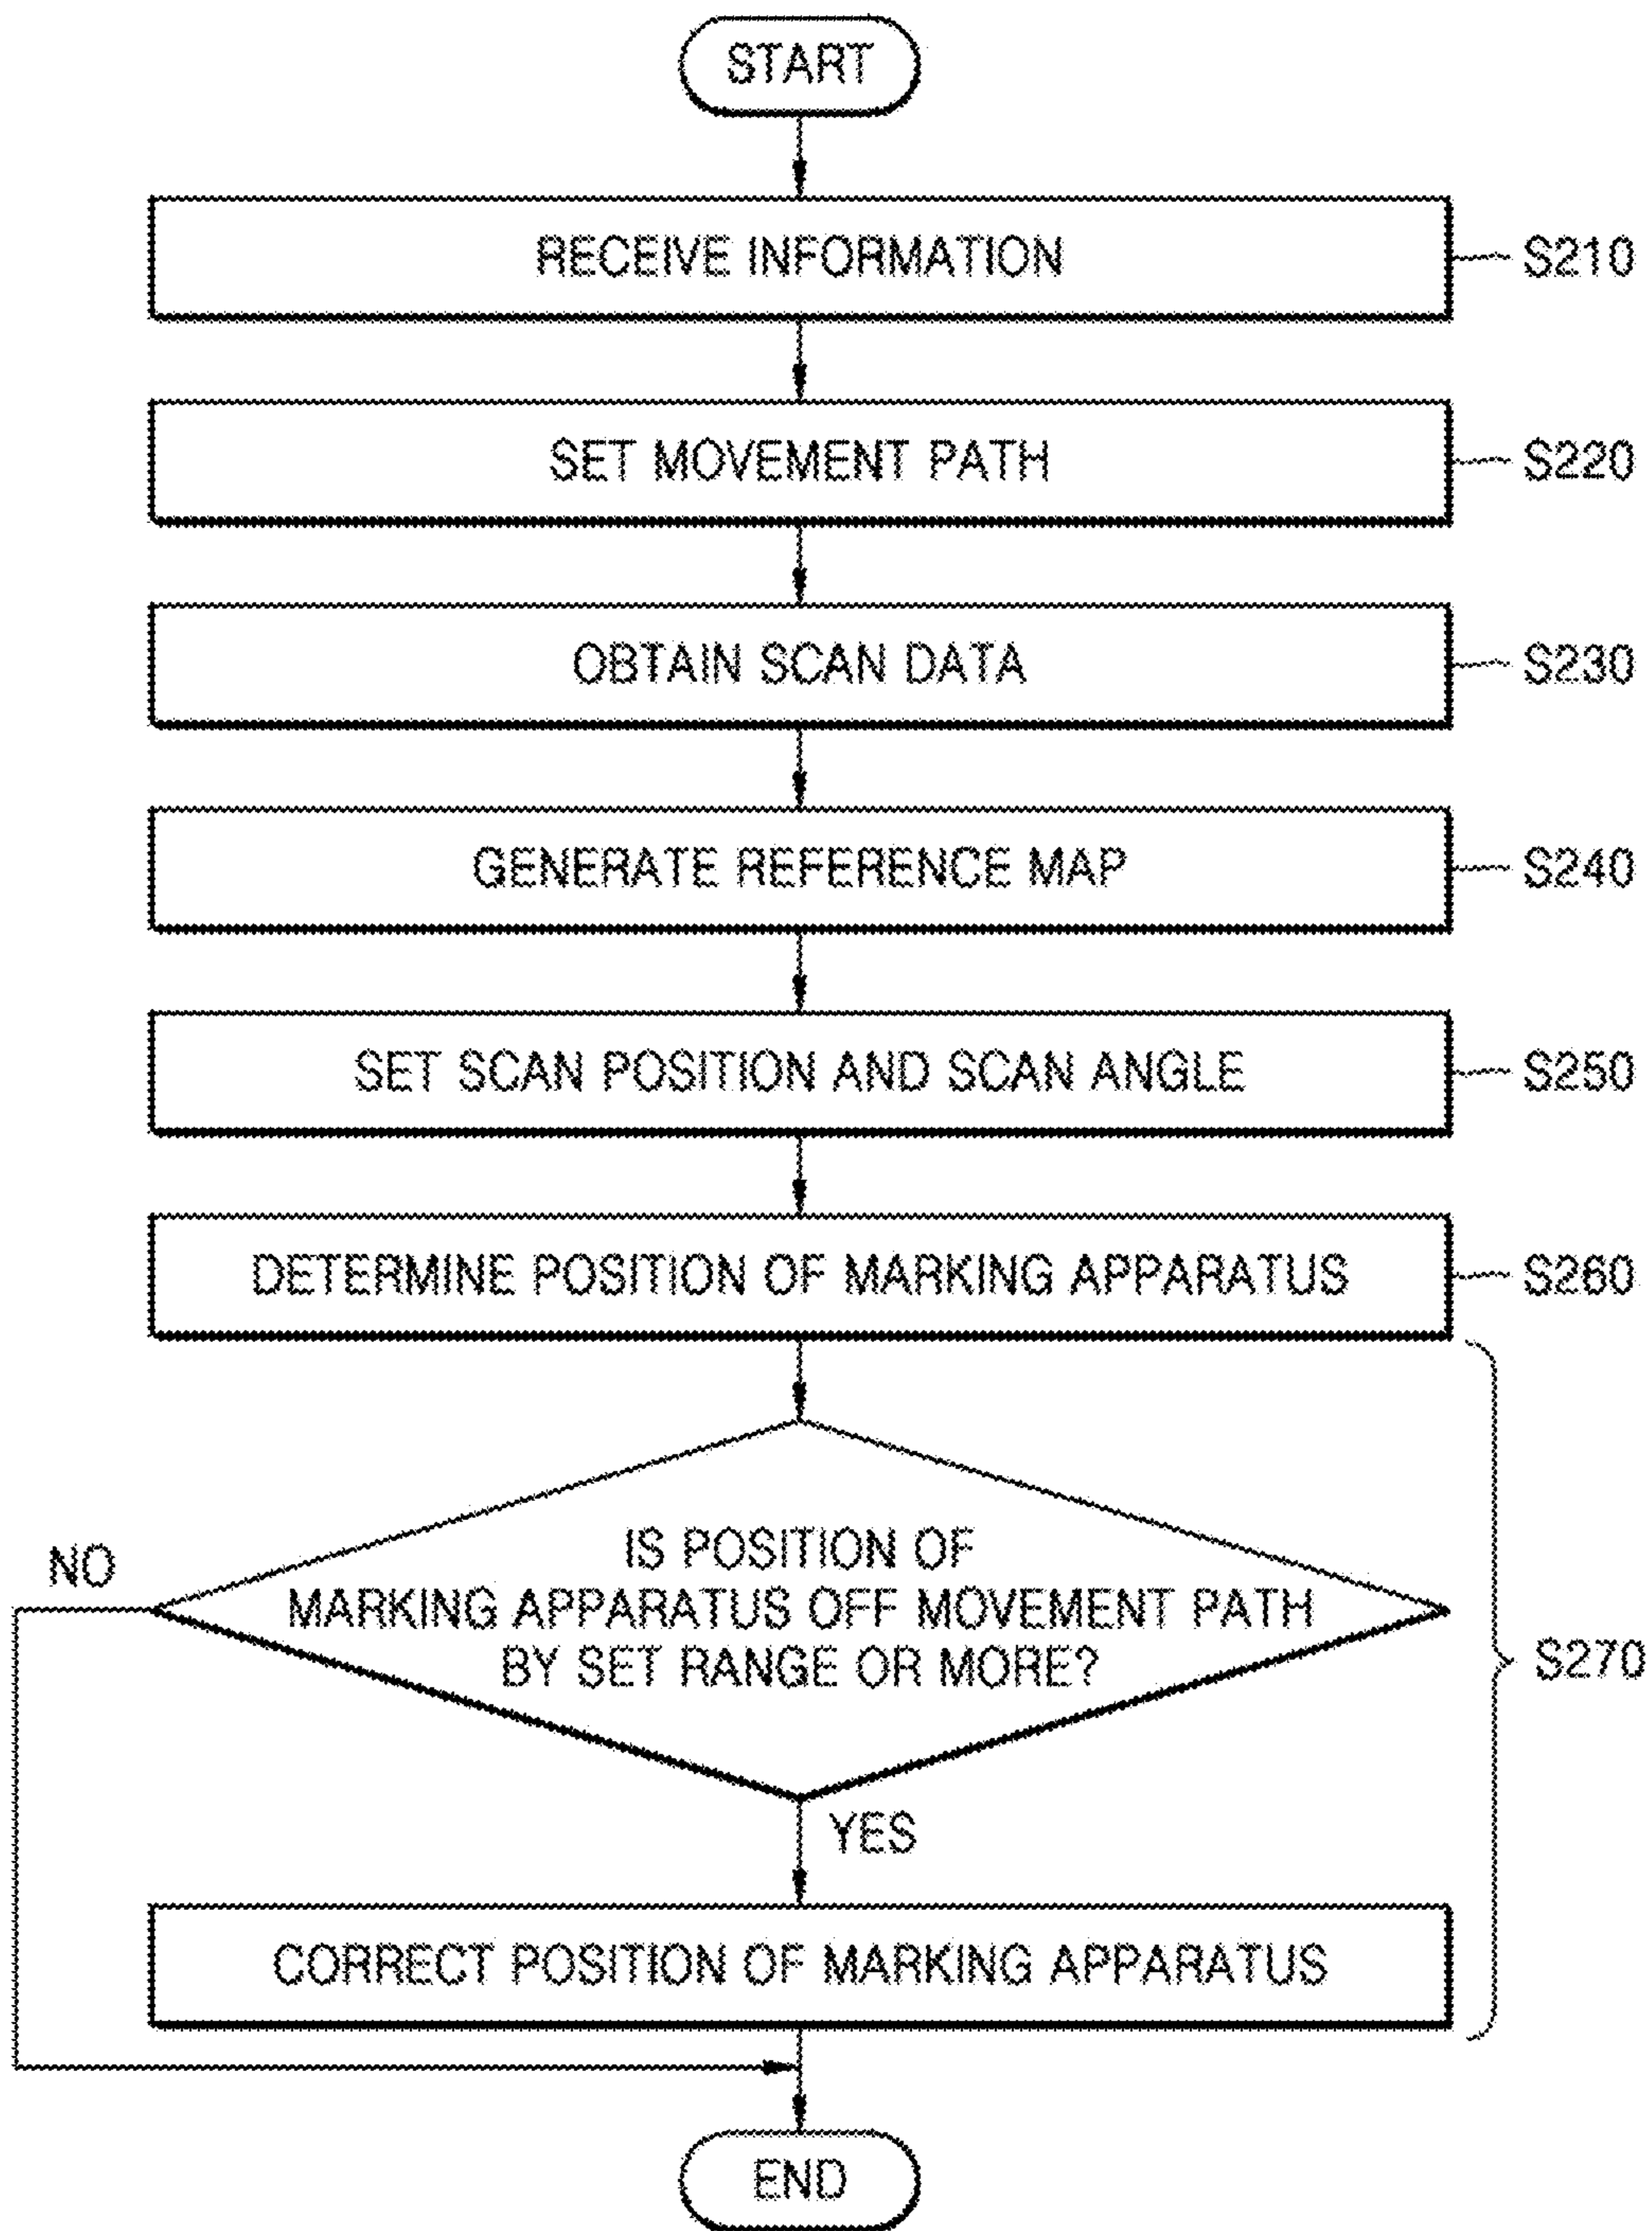 START
RECEIVE INFORMATION
S210
SET MOVEMENT PATH
S220
OBTAIN SCAN DATA
S230
GENERATE REFERENCE MAP
S240
SET SCAN POSITION AND SCAN ANGLE
S250
DETERMINE POSITION OF MARKING APPARATUS
S260
IS POSITION OF
MARKING APPARATUS OFF MOVEMENT PATH
BY SET RANGE OR MORE?
NO
S270
YES
CORRECT POSITION OF MARKING APPARATUS
END